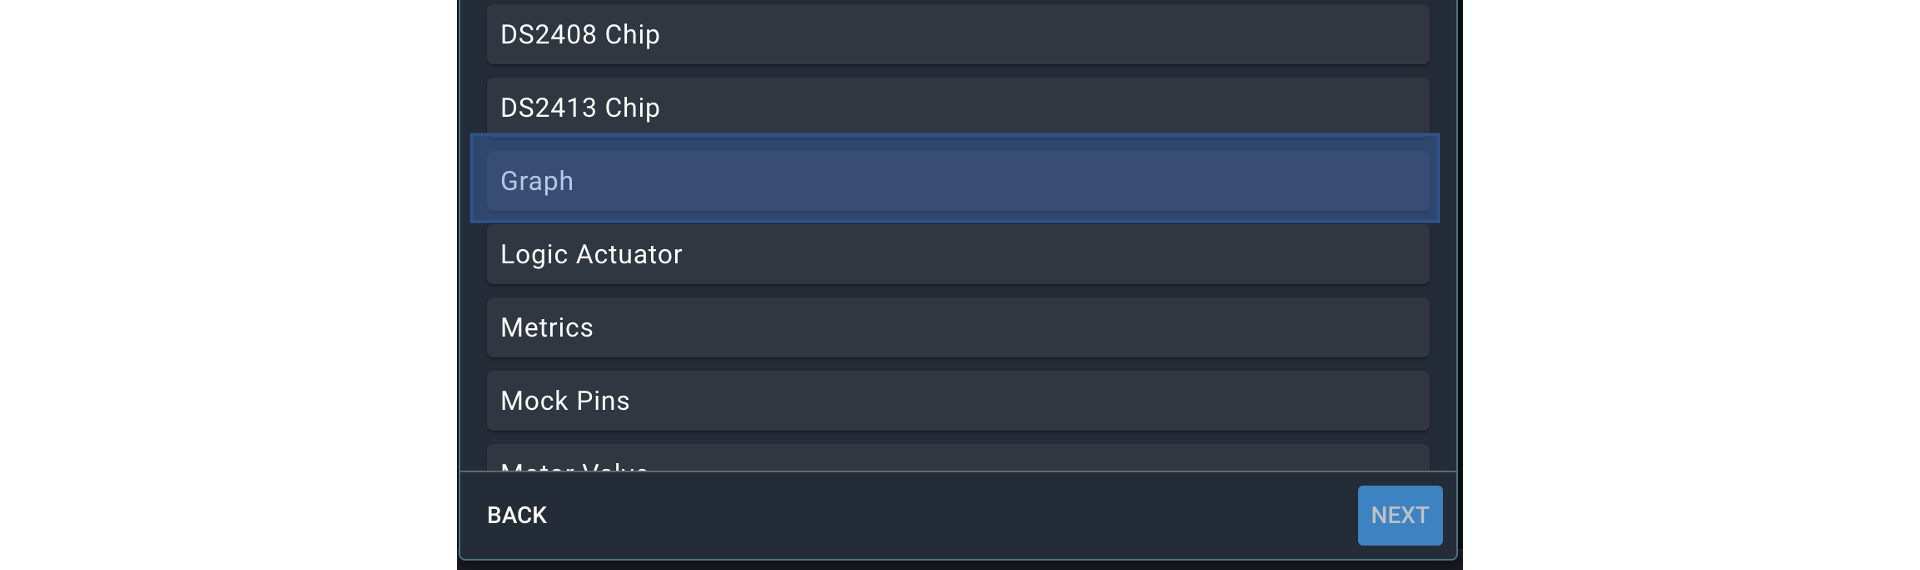 DS2408 Chip
DS2413 Chip
Graph
Logic Actuator
Metrics
Mock Pins
BACK
NEXT